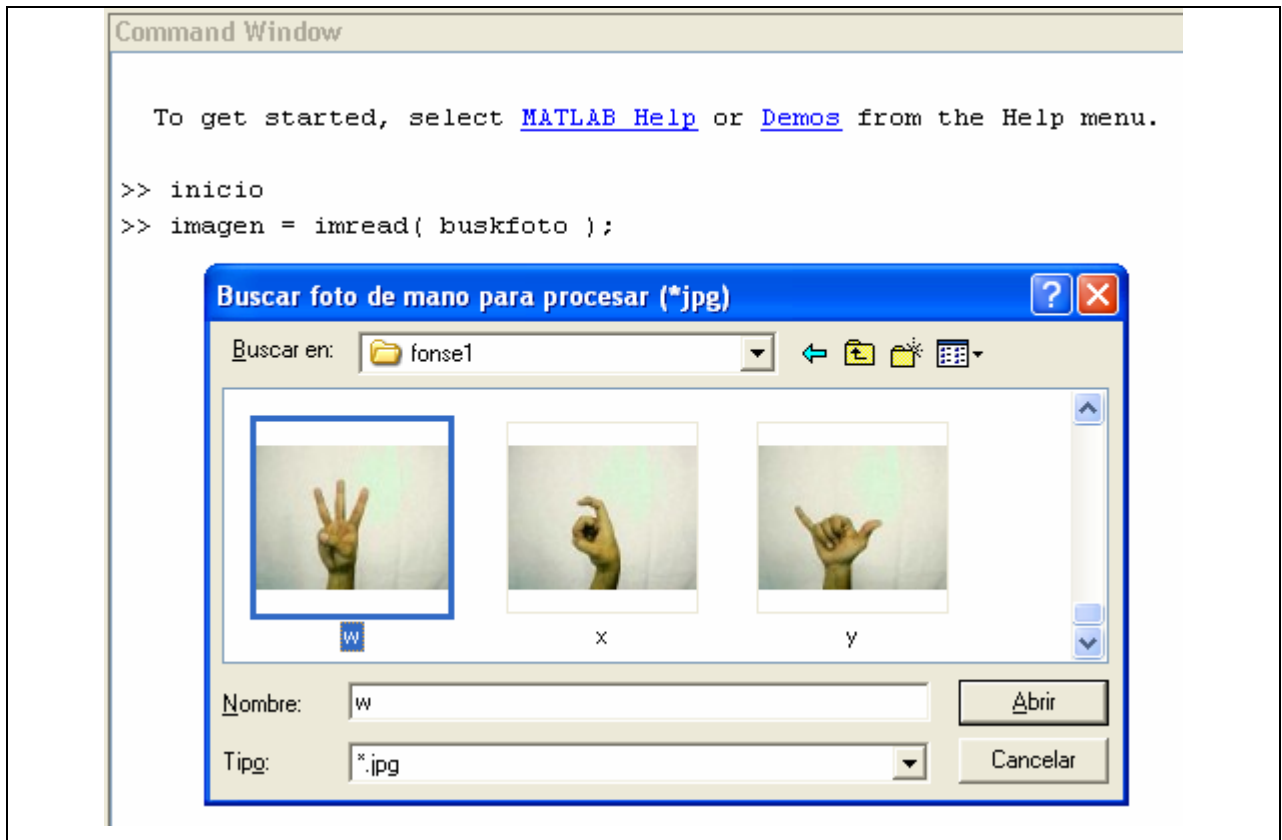 Command Window
To get started, select MATLAB Help or Demos from the Help menu.
>> inicio
>> imagen = imread( buskfoto );
Buscar foto de mano para procesar (*jpg)
Buscar en: fonse1
w x y
Nombre: w Abrir
Tipo: *.jpg Cancelar